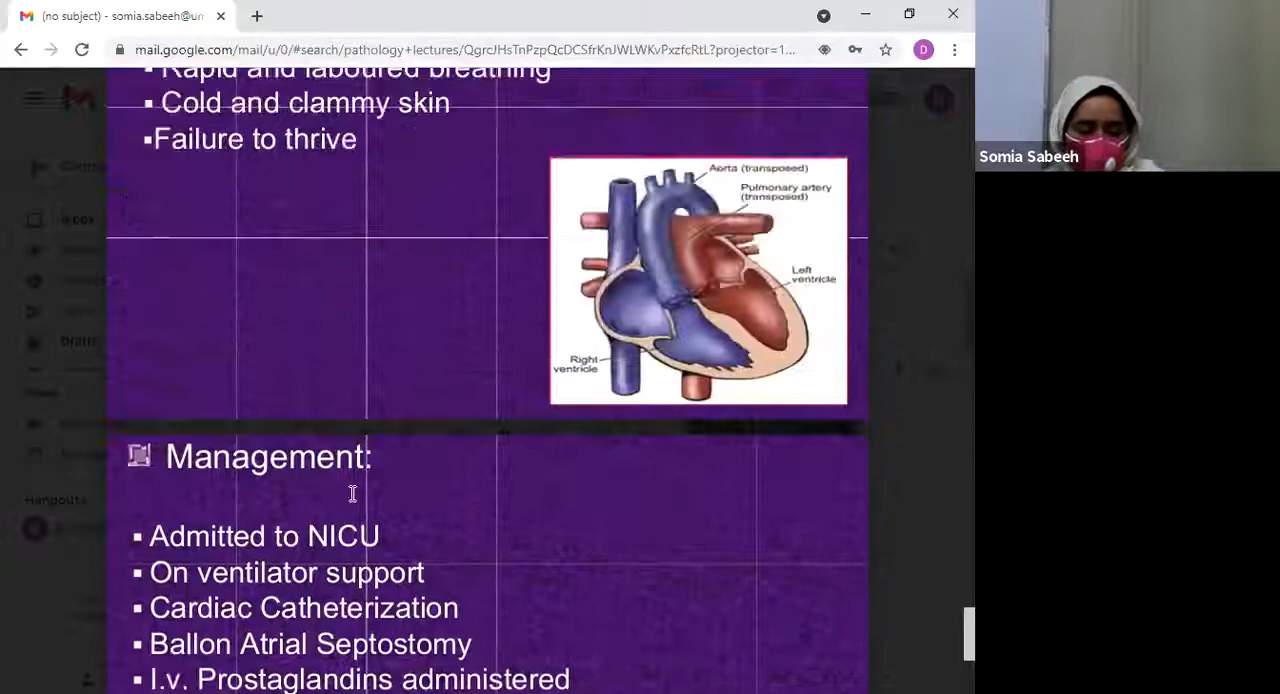 (no subject) - somia.sabeeh@un
mail.google.com/mail/u/0/#search/pathology+lectures/QgrcJHsTnPzpQcDCSfrKnJWLWKvPxzfcRtL?projector=1...
D
▪ Rapid and laboured breathing
▪ Cold and clammy skin
▪Failure to thrive
Aorta (transposed)
Pulmonary artery
(transposed)
Left
ventricle
Right
ventricle
Management:
▪ Admitted to NICU
▪ On ventilator support
▪ Cardiac Catheterization
▪ Ballon Atrial Septostomy
▪ I.v. Prostaglandins administered
Hangouts
Somia Sabeeh